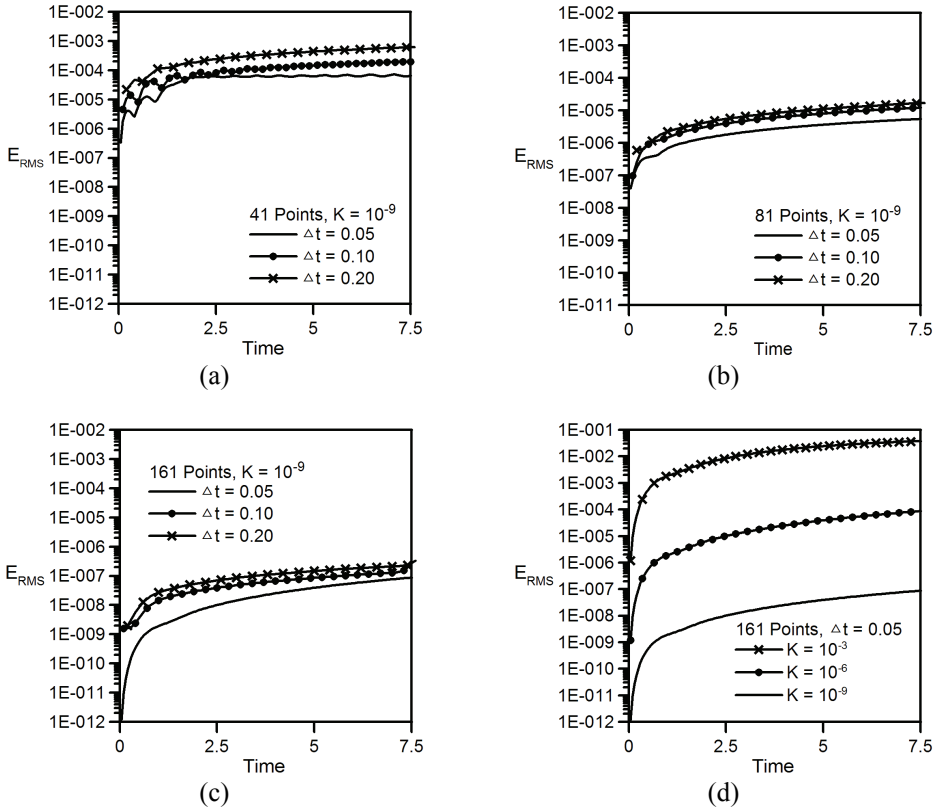 1E-002
1E-003
1E-004
1E-005
1E-006
1E-007
1E-008
1E-009
1E-010
1E-011
1E-012
E_RMS
41 Points, K = 10^-9
△t = 0.05
△t = 0.10
△t = 0.20
0 2.5 5 7.5
Time
(a)
1E-002
1E-003
1E-004
1E-005
1E-006
1E-007
1E-008
1E-009
1E-010
1E-011
E_RMS
81 Points, K = 10^-9
△t = 0.05
△t = 0.10
△t = 0.20
0 2.5 5 7.5
Time
(b)
1E-002
1E-003
1E-004
1E-005
1E-006
1E-007
1E-008
1E-009
1E-010
1E-011
1E-012
E_RMS
161 Points, K = 10^-9
△t = 0.05
△t = 0.10
△t = 0.20
0 2.5 5 7.5
Time
(c)
1E-001
1E-002
1E-003
1E-004
1E-005
1E-006
1E-007
1E-008
1E-009
1E-010
1E-011
1E-012
E_RMS
161 Points, △t = 0.05
K = 10^-3
K = 10^-6
K = 10^-9
0 2.5 5 7.5
Time
(d)